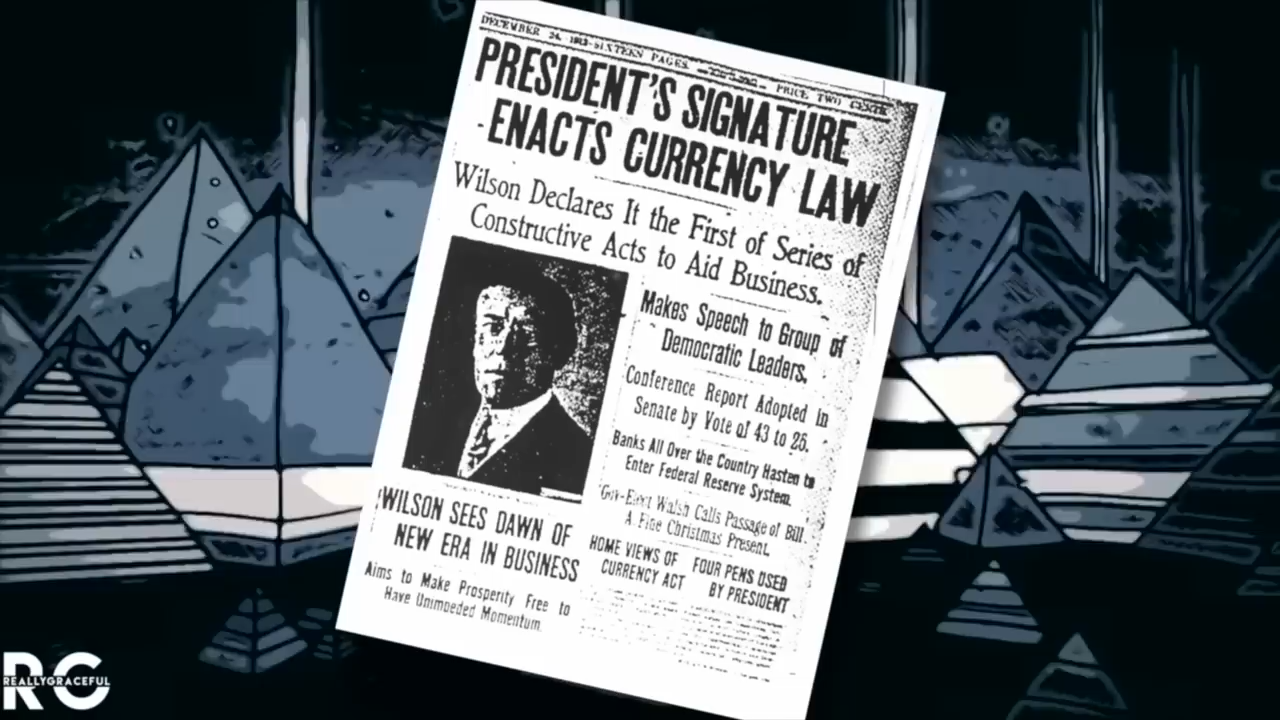 DECEMBER 24, 1913-SIXTEEN PAGES. PRICE TWO CENTS
PRESIDENT'S SIGNATURE
ENACTS CURRENCY LAW
Wilson Declares It the First of Series of
Constructive Acts to Aid Business.
Makes Speech to Group of
Democratic Leaders.
Conference Report Adopted in
Senate by Vote of 43 to 25.
Banks All Over the Country Hasten to
Enter Federal Reserve System.
Gov-Elect Walsh Calls Passage of Bill
A Fine Christmas Present.
WILSON SEES DAWN OF
NEW ERA IN BUSINESS
Aims to Make Prosperity Free to
Have Unimpeded Momentum.
HOME VIEWS OF
CURRENCY ACT
FOUR PENS USED
BY PRESIDENT
RG
REALLYGRACEFUL